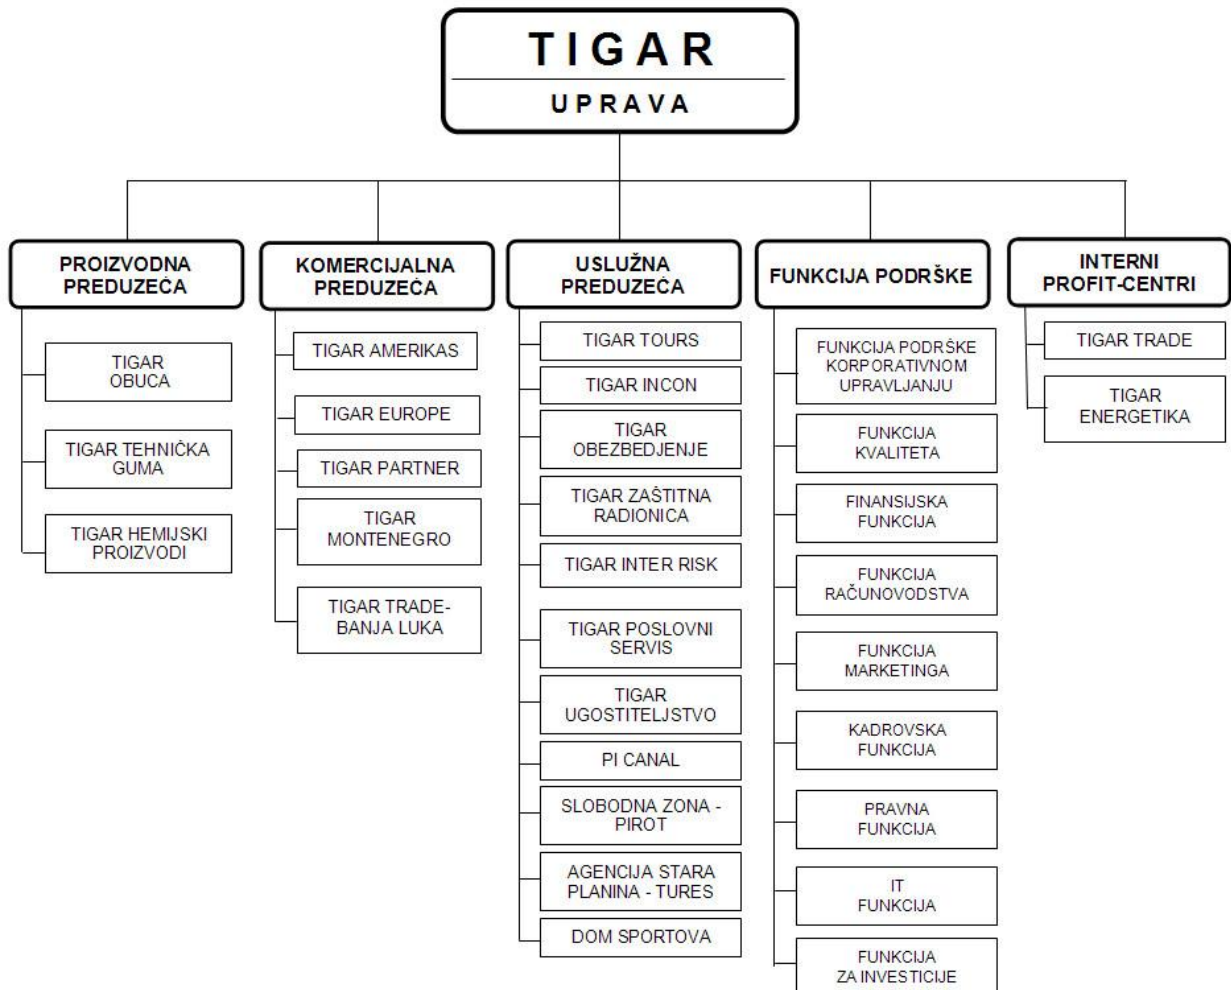 TIGAR
UPRAVA
PROIZVODNA
PREDUZEĆA
TIGAR
OBUCA
TIGAR TEHNIČKA
GUMA
TIGAR HEMIJSKI
PROIZVODI
KOMERCIJALNA
PREDUZEĆA
TIGAR AMERIKAS
TIGAR EUROPE
TIGAR PARTNER
TIGAR
MONTENEGRO
TIGAR TRADE-
BANJA LUKA
USLUŽNA
PREDUZEĆA
TIGAR TOURS
TIGAR INCON
TIGAR
OBEZBEDJENJE
TIGAR ZAŠTITNA
RADIONICA
TIGAR INTER RISK
TIGAR POSLOVNI
SERVIS
TIGAR
UGOSTITELJSTVO
PI CANAL
SLOBODNA ZONA -
PIROT
AGENCIJA STARA
PLANINA - TURES
DOM SPORTOVA
FUNKCIJA PODRŠKE
FUNKCIJA PODRŠKE
KORPORATIVNOM
UPRAVLJANJU
FUNKCIJA
KVALITETA
FINANSIJSKA
FUNKCIJA
FUNKCIJA
RAČUNOVODSTVA
FUNKCIJA
MARKETINGA
KADROVSKA
FUNKCIJA
PRAVNA
FUNKCIJA
IT
FUNKCIJA
FUNKCIJA
ZA INVESTICIJE
INTERNI
PROFIT-CENTRI
TIGAR TRADE
TIGAR
ENERGETIKA